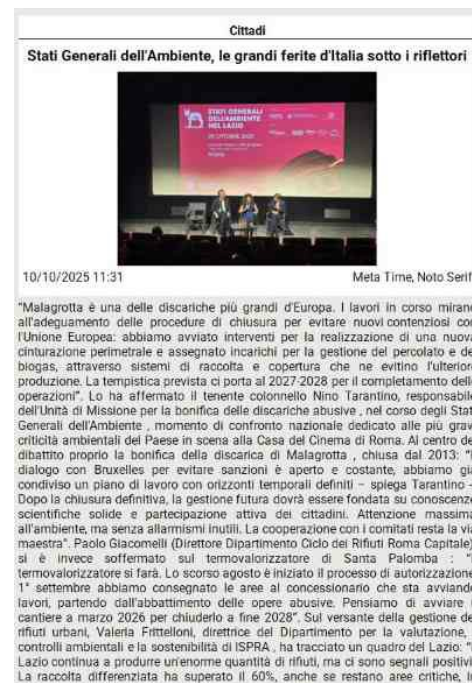 Cittadi
Stati Generali dell'Ambiente, le grandi ferite d'Italia sotto i riflettori
STATI GENERALI
DELL'AMBIENTE
NEL LAZIO
10/10/2025 11:31
Meta Time, Noto Serif
"Malagrotta è una delle discariche più grandi d'Europa. I lavori in corso mirano
all'adeguamento delle procedure di chiusura per evitare nuovi contenziosi con
l'Unione Europea: abbiamo avviato interventi per la realizzazione di una nuova
cinturazione perimetrale e assegnato incarichi per la gestione del percolato e de
biogas, attraverso sistemi di raccolta e copertura che ne evitino l'ulteriore
produzione. La tempistica prevista ci porta al 2027-2028 per il completamento delle
operazioni". Lo ha affermato il tenente colonnello Nino Tarantino, responsabile
dell'Unità di Missione per la bonifica delle discariche abusive , nel corso degli Stat
Generali dell'Ambiente , momento di confronto nazionale dedicato alle più grav
criticità ambientali del Paese in scena alla Casa del Cinema di Roma. Al centro de
dibattito proprio la bonifica della discarica di Malagrotta , chiusa dal 2013: "I
dialogo con Bruxelles per evitare sanzioni è aperto e costante, abbiamo già
condiviso un piano di lavoro con orizzonti temporali definiti – spiega Tarantino -
Dopo la chiusura definitiva, la gestione futura dovrà essere fondata su conoscenze
scientifiche solide e partecipazione attiva dei cittadini. Attenzione massima
all'ambiente, ma senza allarmismi inutili. La cooperazione con i comitati resta la via
maestra". Paolo Giacomelli (Direttore Dipartimento Ciclo dei Rifiuti Roma Capitale)
si è invece soffermato sul termovalorizzatore di Santa Palomba : "I
termovalorizzatore si farà. Lo scorso agosto è iniziato il processo di autorizzazione
1° settembre abbiamo consegnato le aree al concessionario che sta avviando
lavori, partendo dall'abbattimento delle opere abusive. Pensiamo di avviare i
cantiere a marzo 2026 per chiuderlo a fine 2028". Sul versante della gestione de
rifiuti urbani, Valeria Frittelloni, direttrice del Dipartimento per la valutazione, i
controlli ambientali e la sostenibilità di ISPRA , ha tracciato un quadro del Lazio: "I
Lazio continua a produrre un'enorme quantità di rifiuti, ma ci sono segnali positivi
La raccolta differenziata ha superato il 60%, anche se restano aree critiche, in